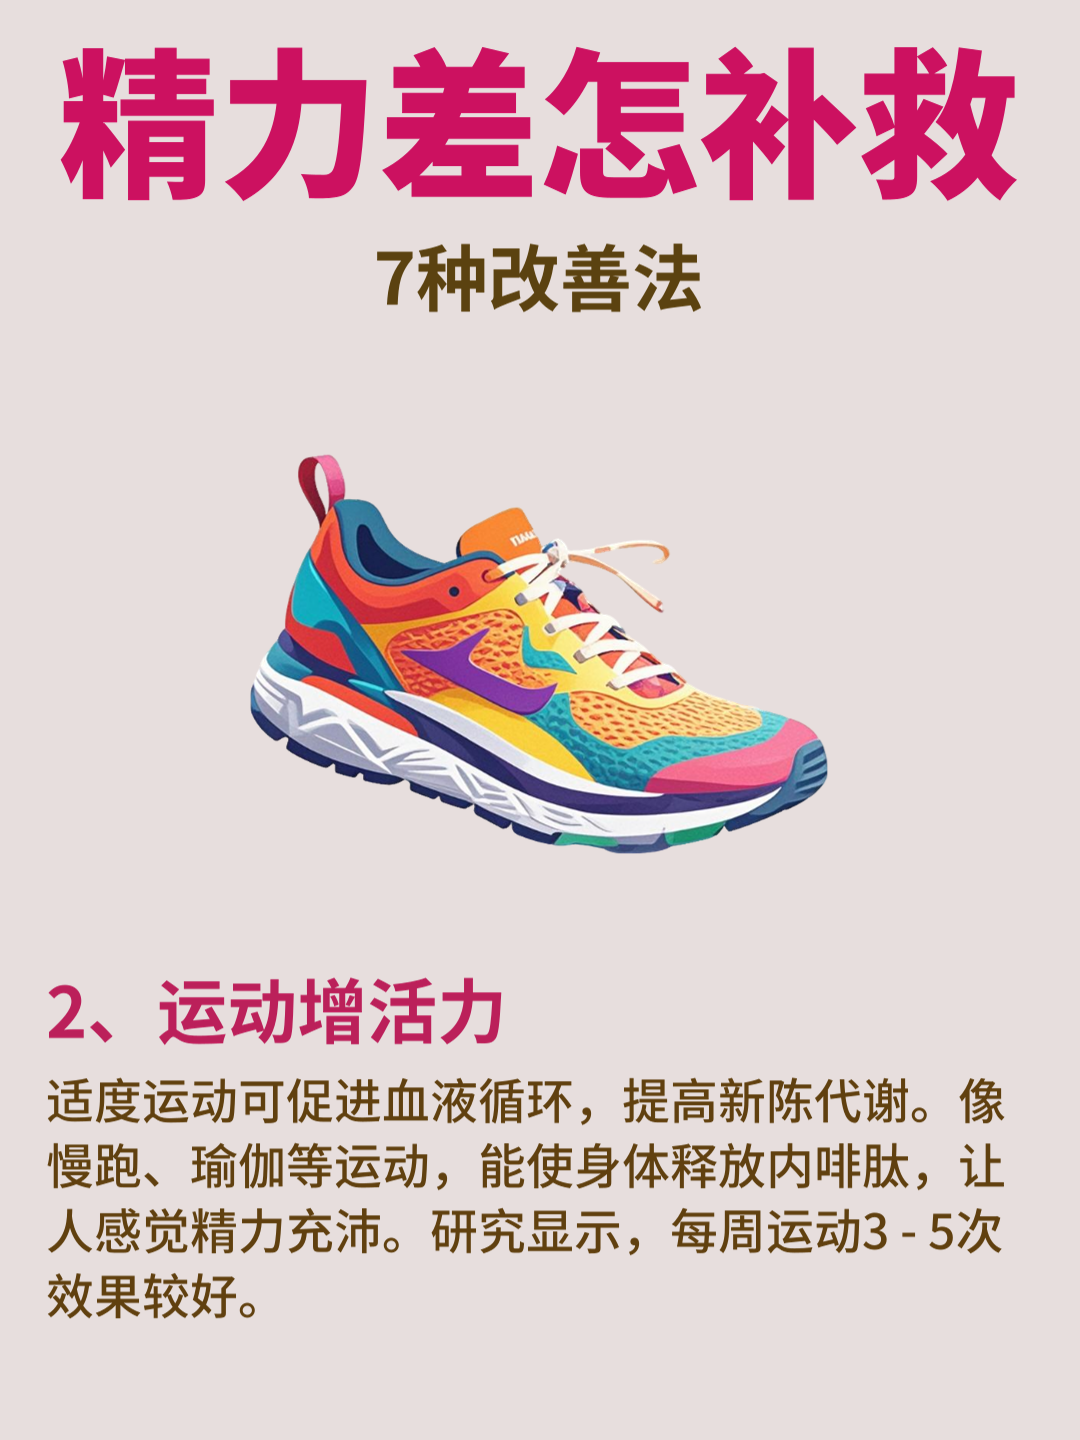 精力差怎补救
7种改善法
2、运动增活力
适度运动可促进血液循环，提高新陈代谢。像
慢跑、瑜伽等运动，能使身体释放内啡肽，让
人感觉精力充沛。研究显示，每周运动3 - 5次
效果较好。